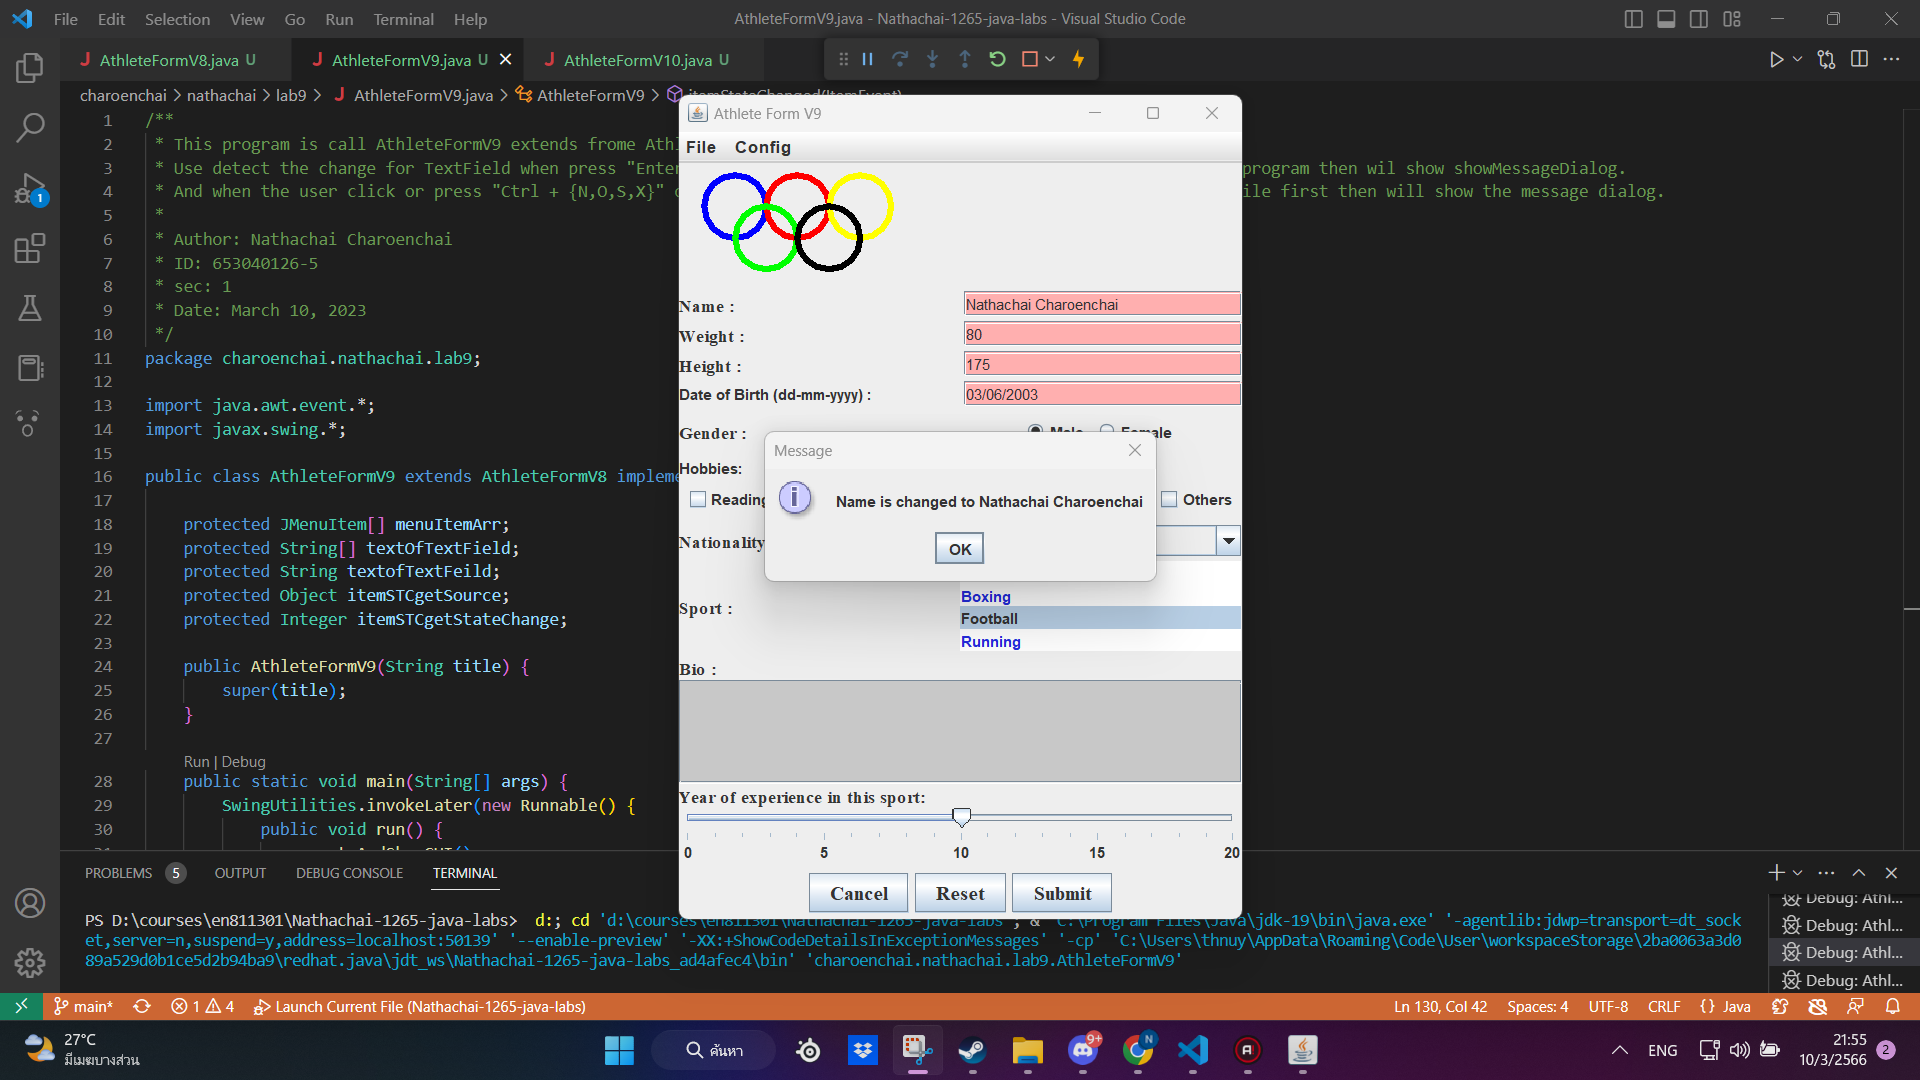 File Edit Selection View Go Run Terminal Help
AthleteFormV9.java - Nathachai-1265-java-labs - Visual Studio Code
AthleteFormV8.java U
AthleteFormV9.java U
AthleteFormV10.java U
charoenchai > nathachai > lab9 > AthleteFormV9.java > AthleteFormV9 > itemStateChanged(ItemEvent)
1 /**
2 * This program is call AthleteFormV9 extends frome Athl
3 * Use detect the change for TextField when press "Enter program then wil show showMessageDialog.
4 * And when the user click or press "Ctrl + {N,O,S,X}" ile first then will show the message dialog.
5 *
6 * Author: Nathachai Charoenchai
7 * ID: 653040126-5
8 * sec: 1
9 * Date: March 10, 2023
10 */
11 package charoenchai.nathachai.lab9;
12
13 import java.awt.event.*;
14 import javax.swing.*;
15
16 public class AthleteFormV9 extends AthleteFormV8 impleme
17
18 protected JMenuItem[] menuItemArr;
19 protected String[] textOfTextField;
20 protected String textofTextFeild;
21 protected Object itemSTCgetSource;
22 protected Integer itemSTCgetStateChange;
23
24 public AthleteFormV9(String title) {
25 super(title);
26 }
27
Run | Debug
28 public static void main(String[] args) {
29 SwingUtilities.invokeLater(new Runnable() {
30 public void run() {
Athlete Form V9
File Config
Name : Nathachai Charoenchai
Weight : 80
Height : 175
Date of Birth (dd-mm-yyyy) : 03/06/2003
Gender : Male Female
Hobbies:
Reading Others
Nationality
Message
Name is changed to Nathachai Charoenchai
OK
Sport :
Boxing
Football
Running
Bio :
Year of experience in this sport:
0 5 10 15 20
Cancel Reset Submit
PROBLEMS 5 OUTPUT DEBUG CONSOLE TERMINAL
PS D:\courses\en811301\Nathachai-1265-java-labs> d:; cd 'd:\courses\en811301\Nathachai-1265-java-labs'; & 'C:\Program Files\Java\jdk-19\bin\java.exe' '-agentlib:jdwp=transport=dt_sock
et,server=n,suspend=y,address=localhost:50139' '--enable-preview' '-XX:+ShowCodeDetailsInExceptionMessages' '-cp' 'C:\Users\thnuy\AppData\Roaming\Code\User\workspaceStorage\2ba0063a3d0
89a529d0b1ce5d2b94ba9\redhat.java\jdt_ws\Nathachai-1265-java-labs_ad4afec4\bin' 'charoenchai.nathachai.lab9.AthleteFormV9'
Debug: Athl...
Debug: Athl...
Debug: Athl...
Debug: Athl...
main* 1 4 Launch Current File (Nathachai-1265-java-labs)
Ln 130, Col 42 Spaces: 4 UTF-8 CRLF {} Java
27°C
มีเมฆบางส่วน
ค้นหา
9+
N
ENG
21:55
10/3/2566
2
1